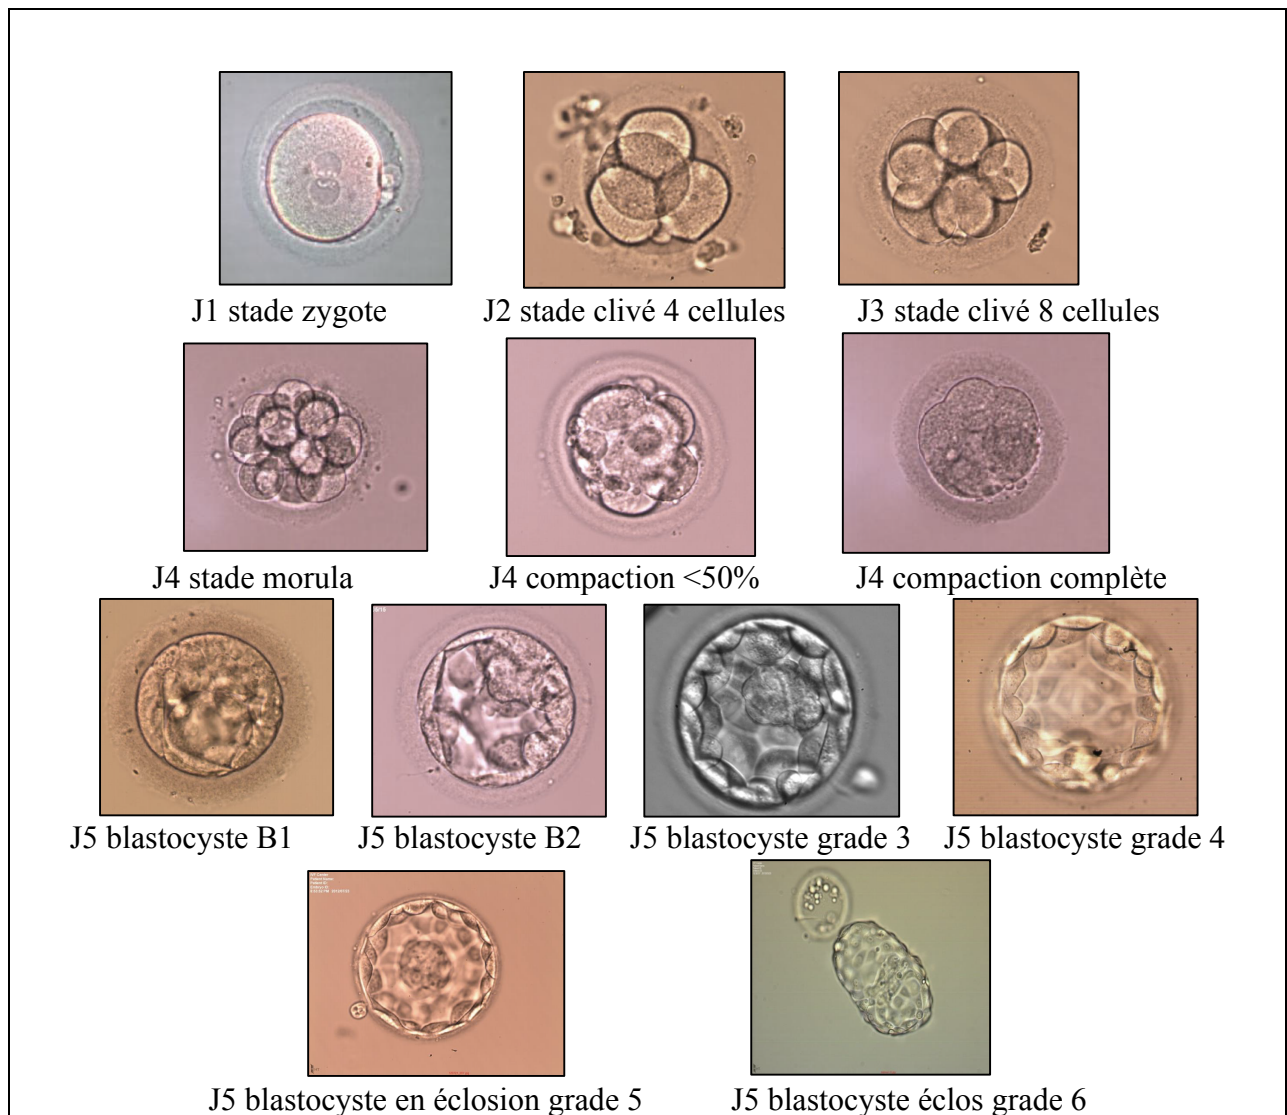 J1 stade zygote
J2 stade clivé 4 cellules
J3 stade clivé 8 cellules
J4 stade morula
J4 compaction <50%
J4 compaction complète
J5 blastocyste B1
J5 blastocyste B2
J5 blastocyste grade 3
J5 blastocyste grade 4
J5 blastocyste en éclosion grade 5
J5 blastocyste éclos grade 6